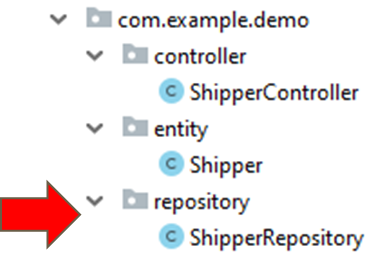 com.example.demo
controller
C ShipperController
entity
C Shipper
repository
C ShipperRepository